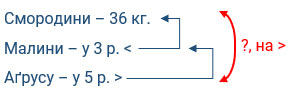 Смородини – 36 кг.
Малини – у 3 р. <
?, на >
Аґрусу – у 5 р. >